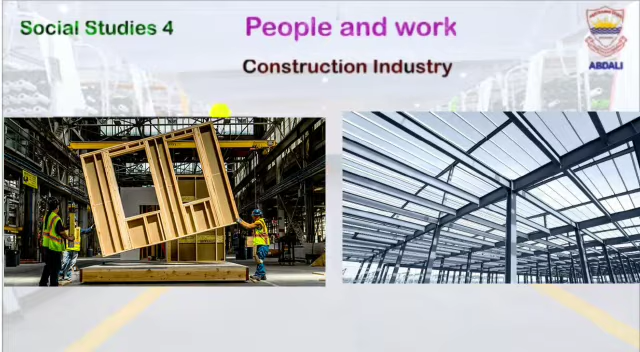 Social Studies 4
People and work
Construction Industry
ABDALI